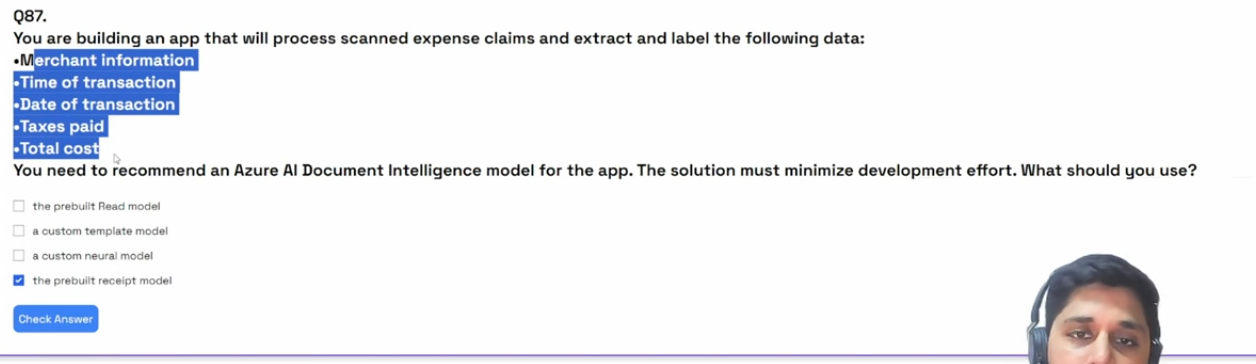 Q87.
You are building an app that will process scanned expense claims and extract and label the following data:
•Merchant information
•Time of transaction
•Date of transaction
•Taxes paid
•Total cost
You need to recommend an Azure AI Document Intelligence model for the app. The solution must minimize development effort. What should you use?
the prebuilt Read model
a custom template model
a custom neural model
the prebuilt receipt model
Check Answer